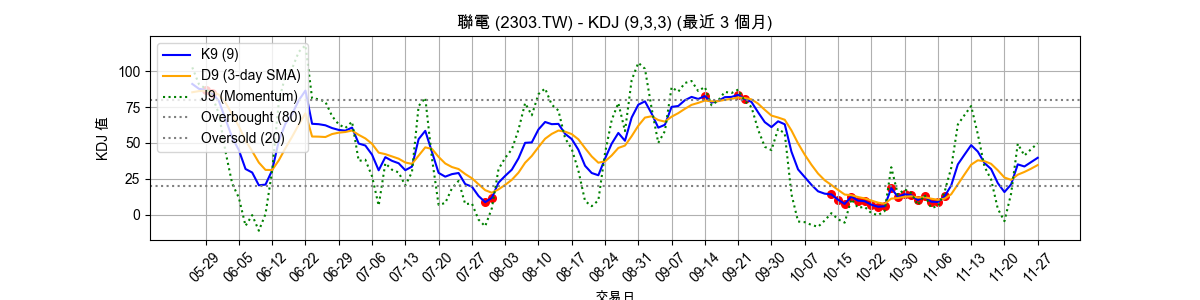 聯電 (2303.TW) - KDJ (9,3,3) (最近 3 個月)
K9 (9)
D9 (3-day SMA)
J9 (Momentum)
Overbought (80)
Oversold (20)
KDJ 值
100
75
50
25
0
05-29 06-05 06-12 06-22 06-29 07-06 07-13 07-20 07-27 08-03 08-10 08-17 08-24 08-31 09-07 09-14 09-21 09-30 10-07 10-15 10-22 10-30 11-06 11-13 11-20 11-27
交易日